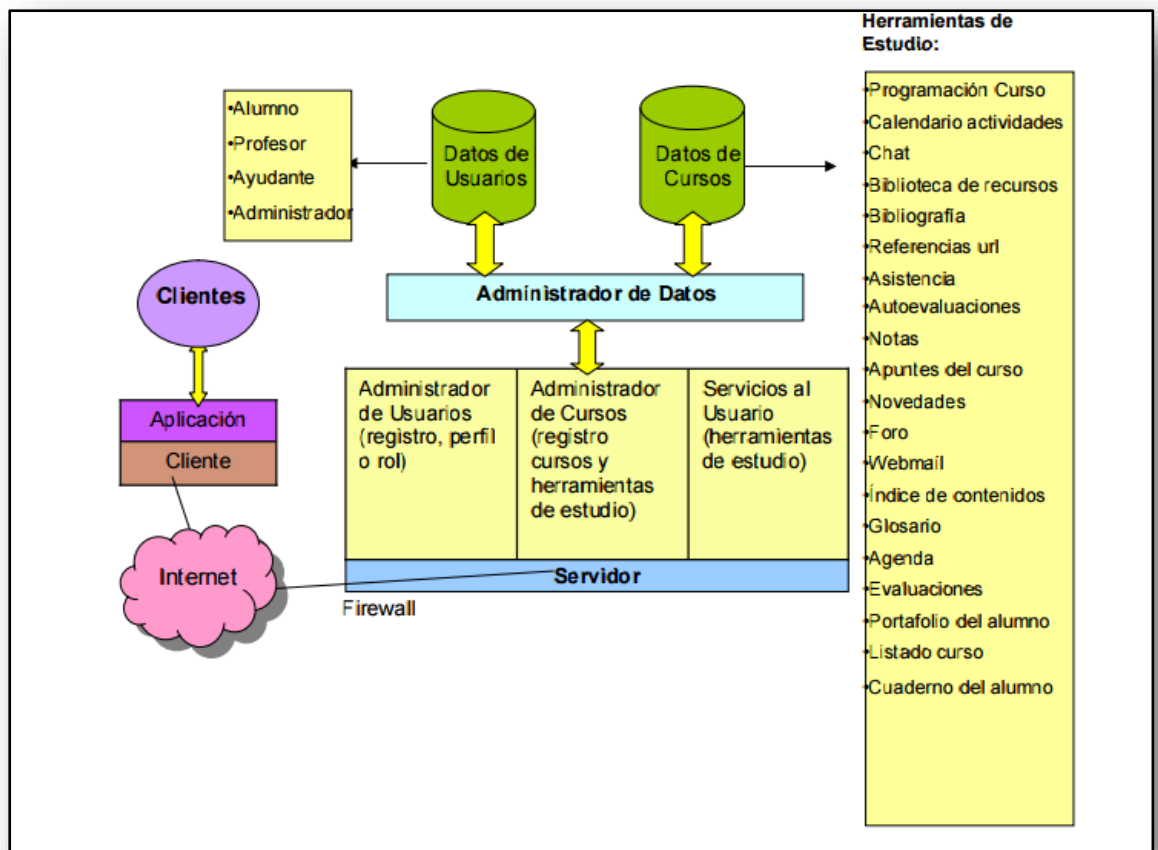 Herramientas de
Estudio:
•Alumno
•Profesor
•Ayudante
•Administrador
Datos de
Usuarios
Datos de
Cursos
•Programación Curso
•Calendario actividades
•Chat
•Biblioteca de recursos
•Bibliografía
•Referencias url
•Asistencia
•Autoevaluaciones
•Notas
•Apuntes del curso
•Novedades
•Foro
•Webmail
•Índice de contenidos
•Glosario
•Agenda
•Evaluaciones
•Portafolio del alumno
•Listado curso
•Cuaderno del alumno
Clientes
Administrador de Datos
Aplicación
Cliente
Administrador
de Usuarios
(registro, perfil
o rol)
Administrador
de Cursos
(registro
cursos y
herramientas
de estudio)
Servicios al
Usuario
(herramientas
de estudio)
Internet
Servidor
Firewall